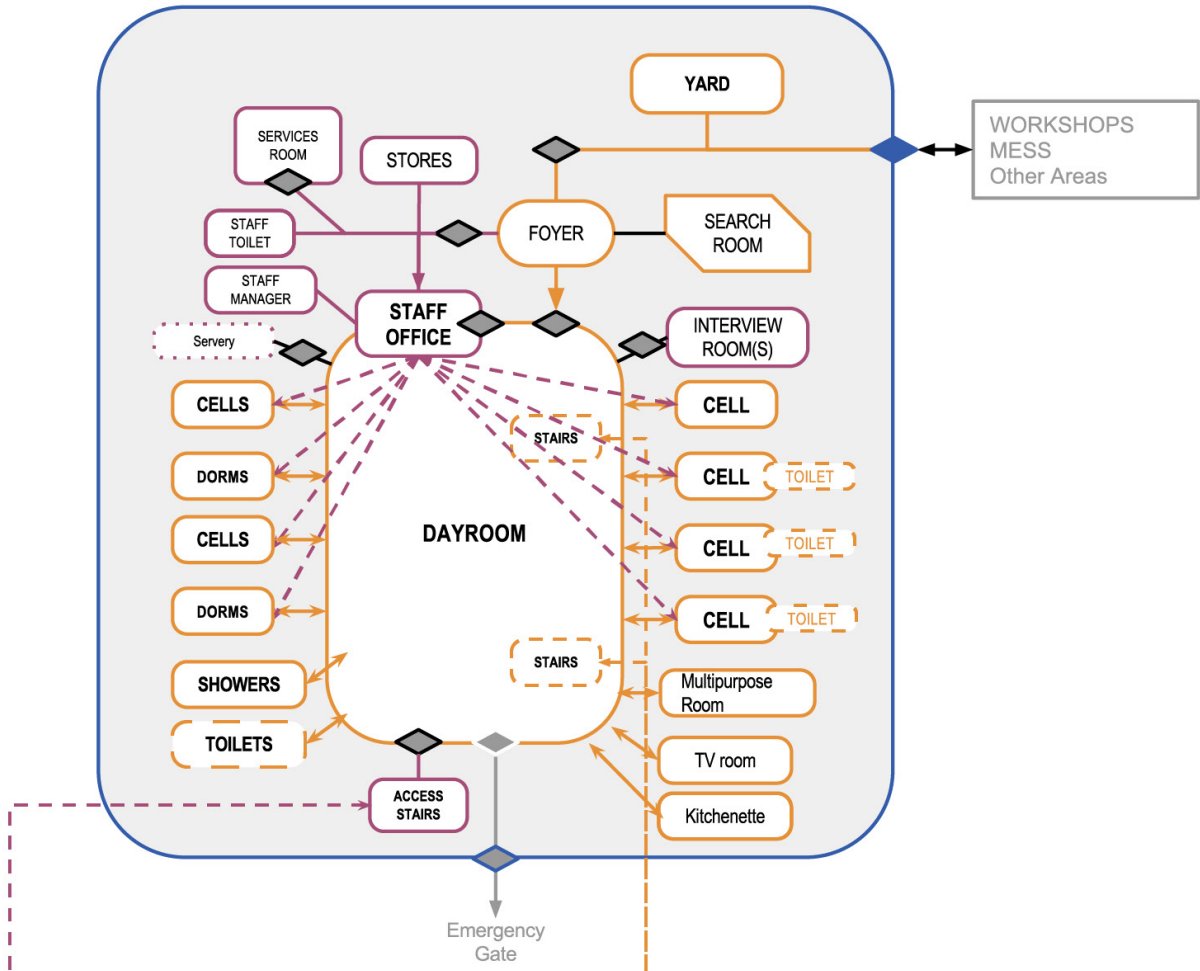 YARD
WORKSHOPS
MESS
Other Areas
SERVICES
ROOM
STORES
STAFF
TOILET
FOYER
SEARCH
ROOM
STAFF
MANAGER
STAFF
OFFICE
INTERVIEW
ROOM(S)
Servery
CELLS
CELL
STAIRS
DORMS
CELL
TOILET
DAYROOM
CELLS
CELL
TOILET
DORMS
CELL
TOILET
STAIRS
SHOWERS
Multipurpose
Room
TOILETS
TV room
ACCESS
STAIRS
Kitchenette
Emergency
Gate